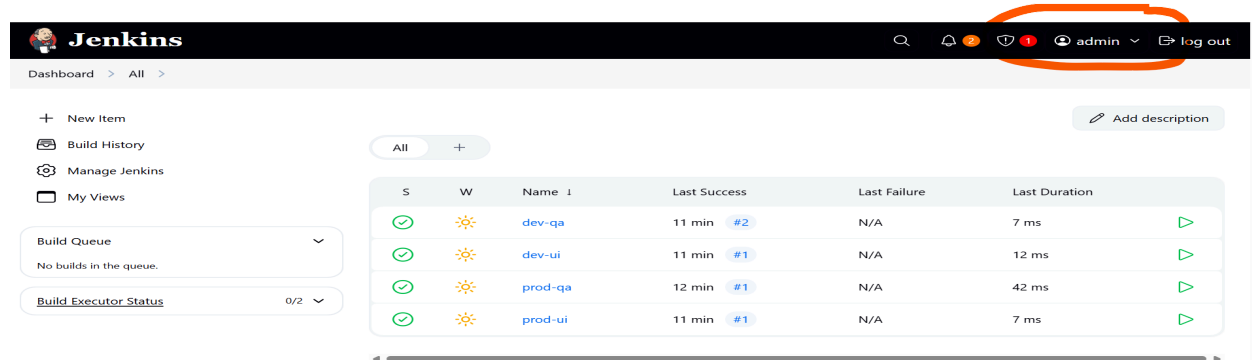 Jenkins 2 1 admin log out
Dashboard > All >
New Item
Build History
Manage Jenkins
My Views
Build Queue
No builds in the queue.
Build Executor Status 0/2
Add description
All +
S W Name ↓ Last Success Last Failure Last Duration
dev-qa 11 min #2 N/A 7 ms
dev-ui 11 min #1 N/A 12 ms
prod-qa 12 min #1 N/A 42 ms
prod-ui 11 min #1 N/A 7 ms